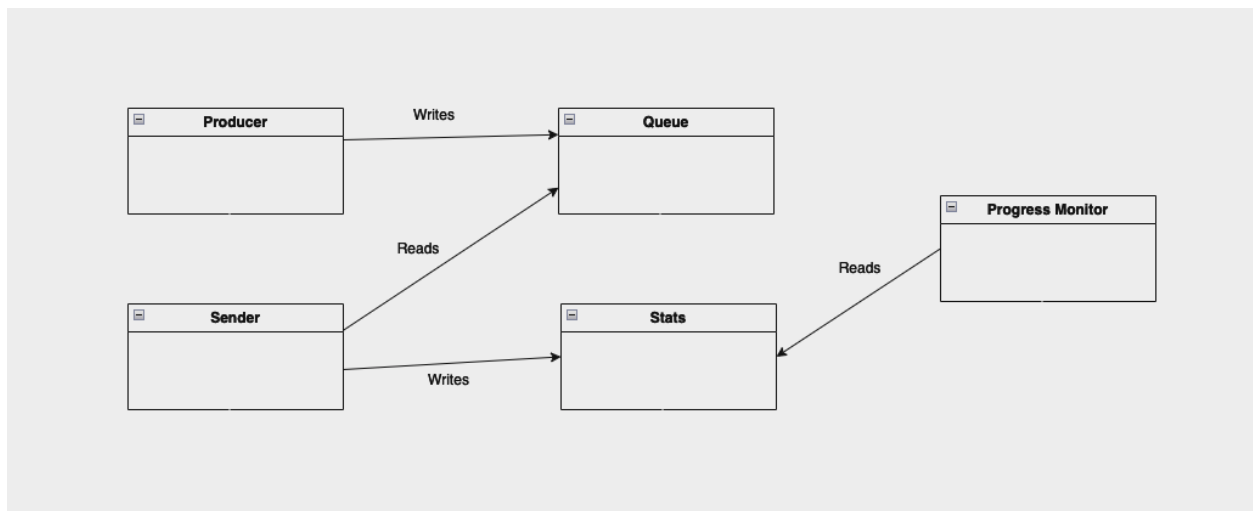 Producer
Writes
Queue
Progress Monitor
Reads
Reads
Sender
Stats
Writes